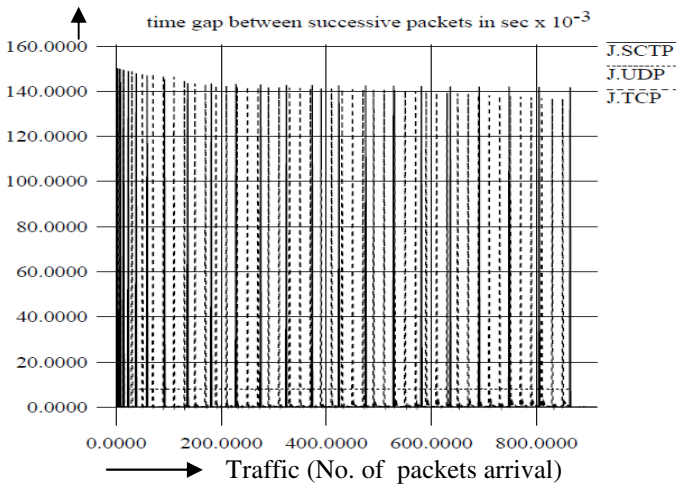 time gap between successive packets in sec x 10-3
160.0000
140.0000
120.0000
100.0000
80.0000
60.0000
40.0000
20.0000
0.0000
J.SCTP
J.UDP
J.TCP
0.0000 200.0000 400.0000 600.0000 800.0000
Traffic (No. of packets arrival)